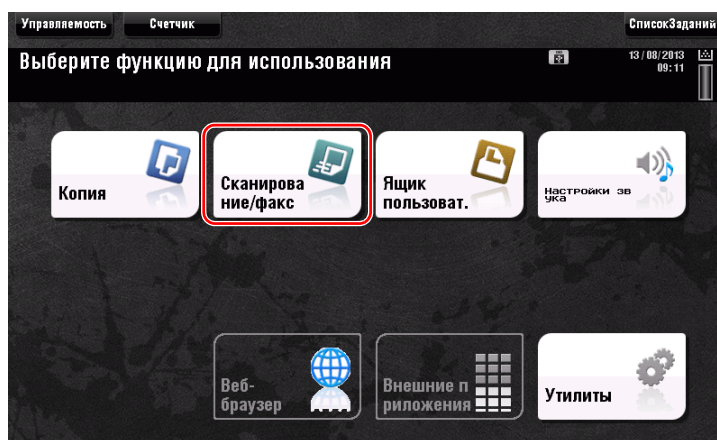 Управляемость Счетчик СписокЗаданий
Выберите функцию для использования
13/08/2013
09:11
Копия
Сканирова
ние/факс
Ящик
пользоват.
Настройки зв
ука
Веб-
браузер
Внешние п
риложения
Утилиты